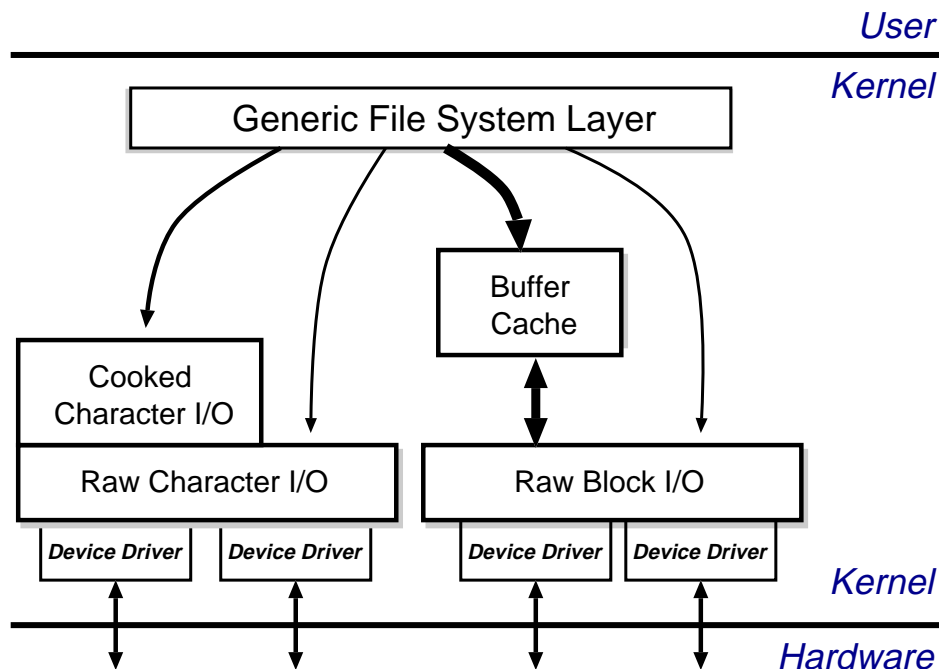 User
Kernel
Generic File System Layer
Buffer
Cache
Cooked
Character I/O
Raw Character I/O
Raw Block I/O
Device Driver
Device Driver
Device Driver
Device Driver
Kernel
Hardware